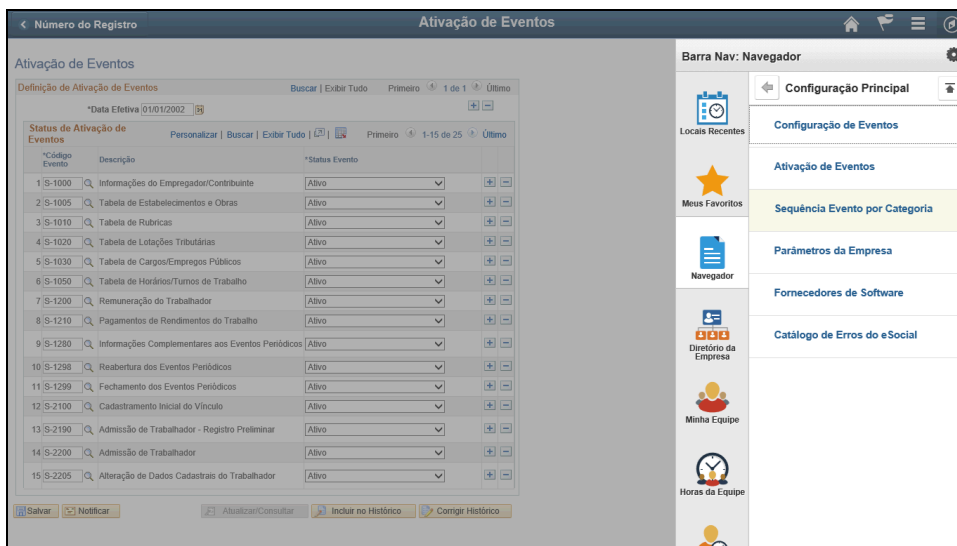 Número do Registro
Ativação de Eventos
Ativação de Eventos
Definição de Ativação de Eventos
Buscar | Exibir Tudo Primeiro 1 de 1 Último
*Data Efetiva 01/01/2002
Status de Ativação de Eventos
Personalizar | Buscar | Exibir Tudo | | Primeiro 1-15 de 25 Último
*Código Evento Descrição *Status Evento
1 S-1000 Informações do Empregador/Contribuinte Ativo
2 S-1005 Tabela de Estabelecimentos e Obras Ativo
3 S-1010 Tabela de Rubricas Ativo
4 S-1020 Tabela de Lotações Tributárias Ativo
5 S-1030 Tabela de Cargos/Empregos Públicos Ativo
6 S-1050 Tabela de Horários/Turnos de Trabalho Ativo
7 S-1200 Remuneração do Trabalhador Ativo
8 S-1210 Pagamentos de Rendimentos do Trabalho Ativo
9 S-1280 Informações Complementares aos Eventos Periódicos Ativo
10 S-1298 Reabertura dos Eventos Periódicos Ativo
11 S-1299 Fechamento dos Eventos Periódicos Ativo
12 S-2100 Cadastramento Inicial do Vínculo Ativo
13 S-2190 Admissão de Trabalhador - Registro Preliminar Ativo
14 S-2200 Admissão de Trabalhador Ativo
15 S-2205 Alteração de Dados Cadastrais do Trabalhador Ativo
Salvar Notificar Atualizar/Consultar Incluir no Histórico Corrigir Histórico
Barra Nav: Navegador
Locais Recentes
Meus Favoritos
Navegador
Diretório da
Empresa
Minha Equipe
Horas da Equipe
Configuração Principal
Configuração de Eventos
Ativação de Eventos
Sequência Evento por Categoria
Parâmetros da Empresa
Fornecedores de Software
Catálogo de Erros do eSocial